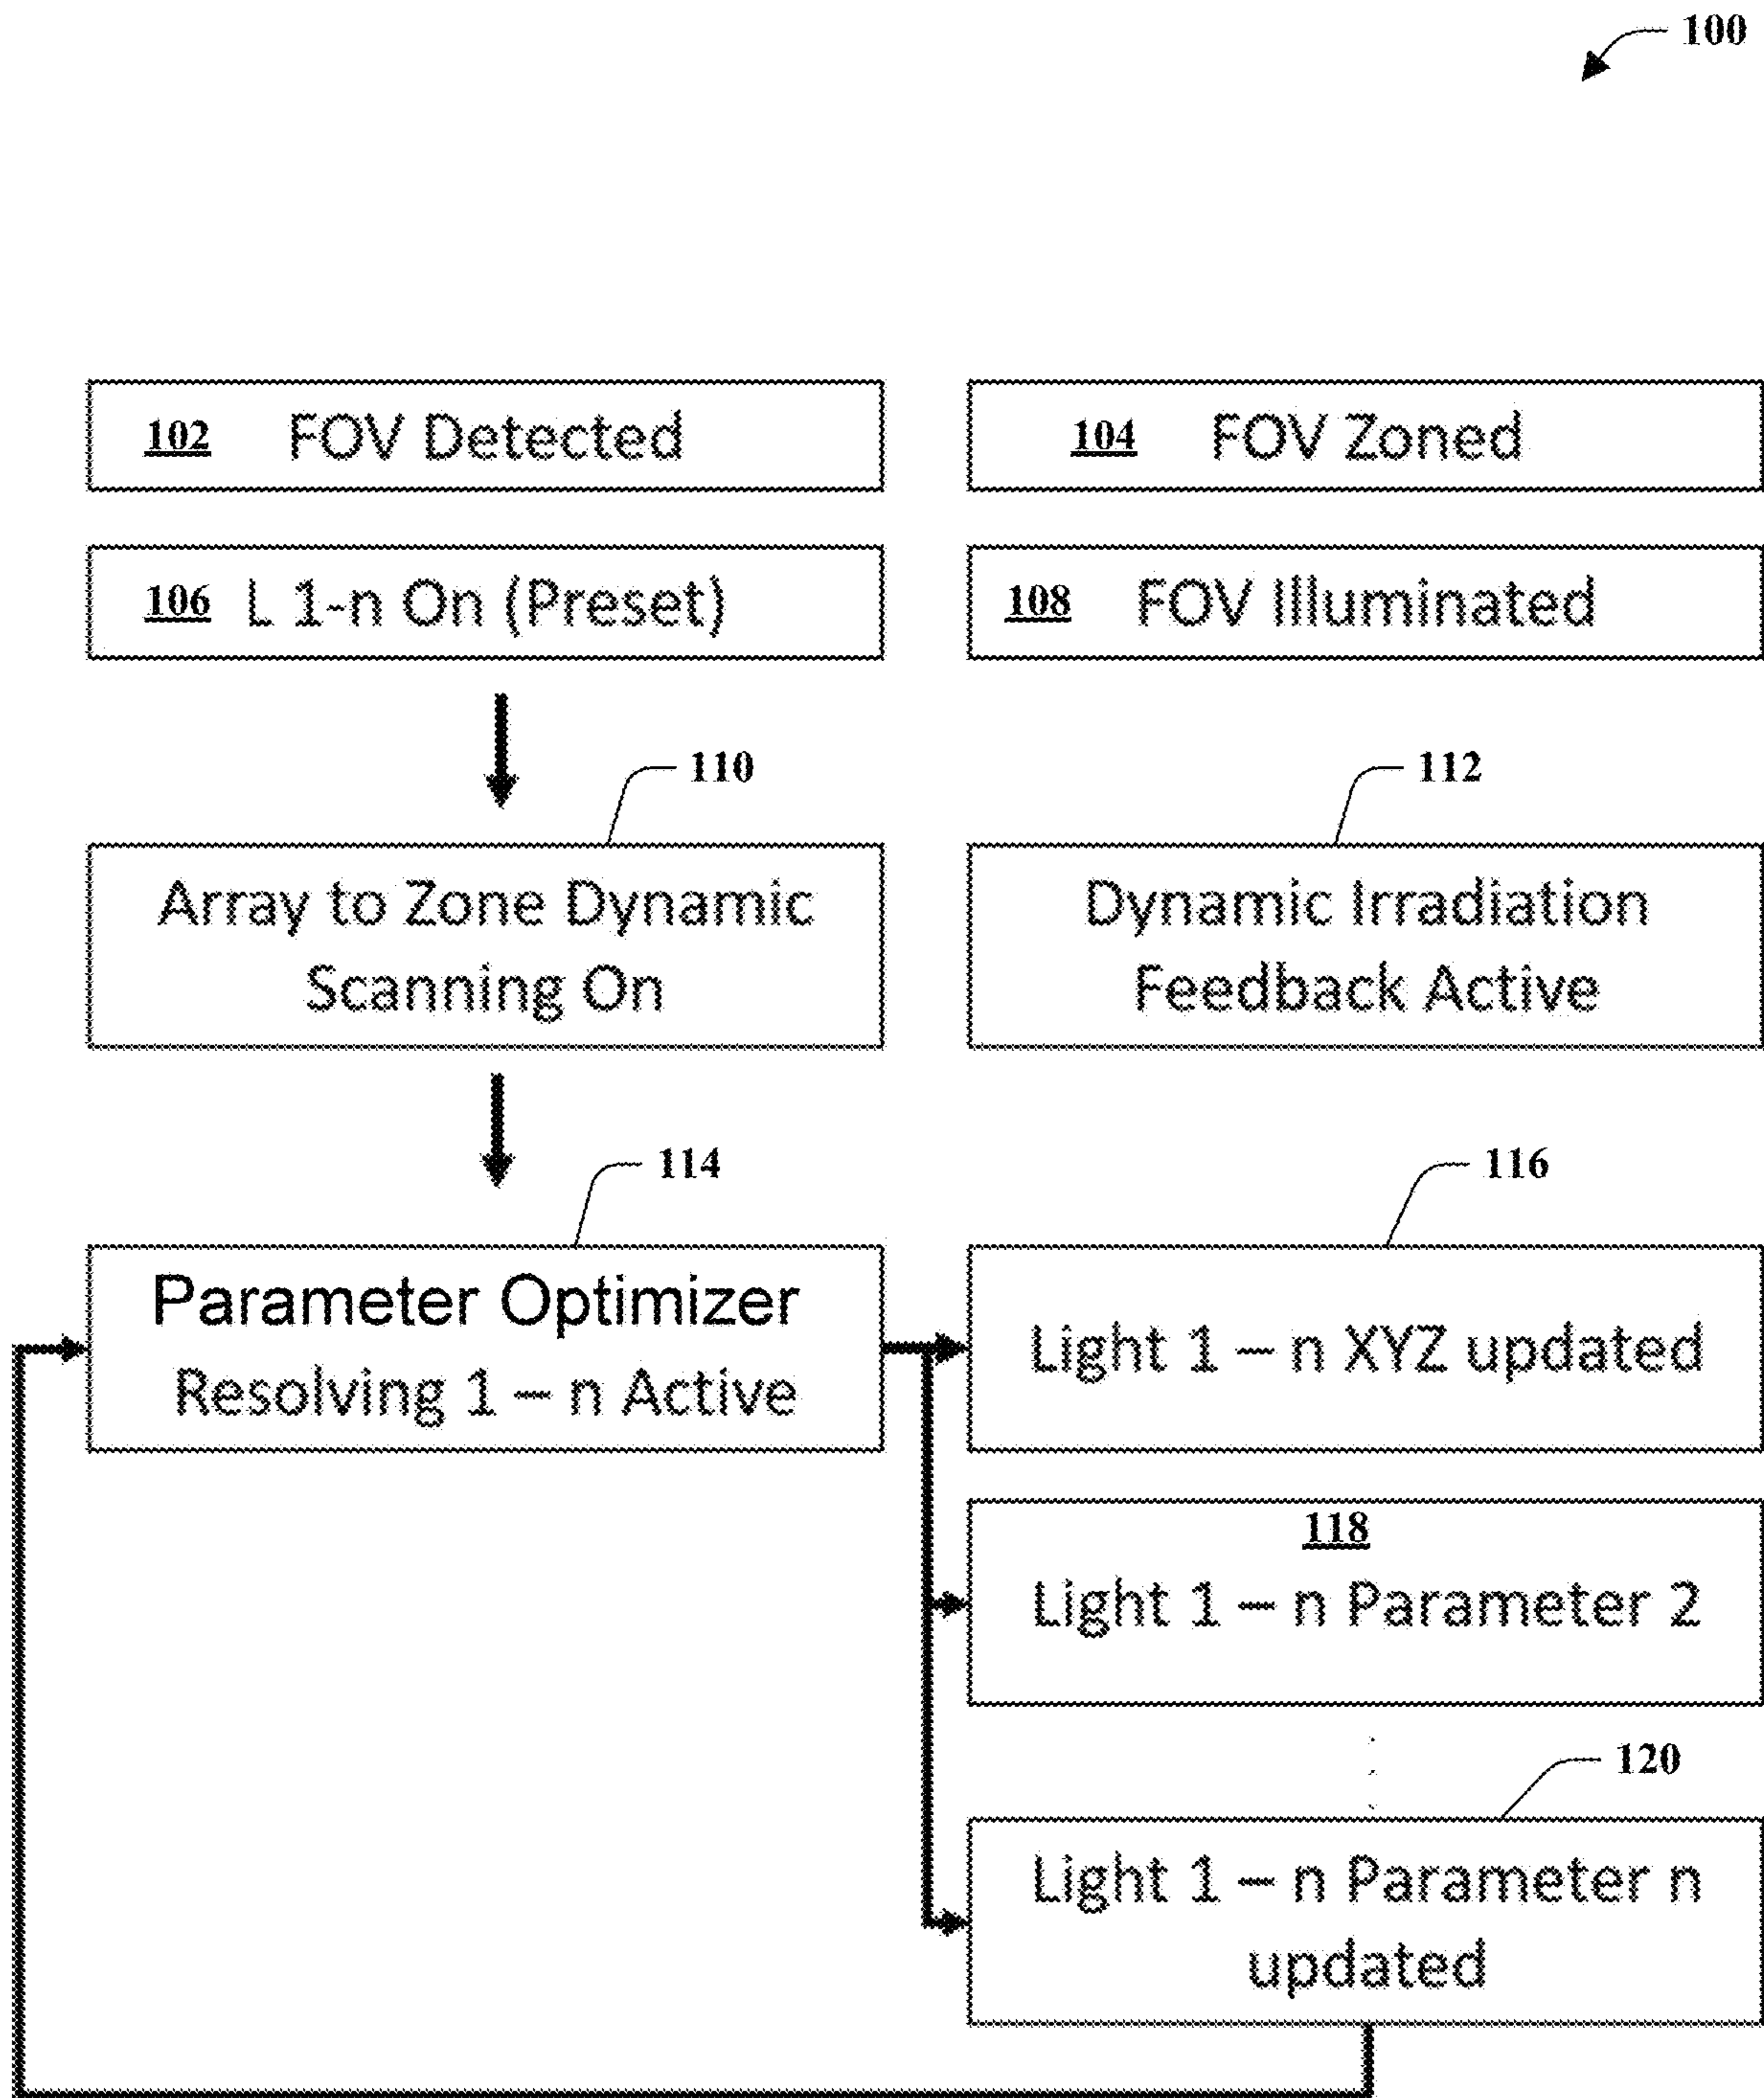 100
102 FOV Detected
104 FOV Zoned
106 L 1-n On (Preset)
108 FOV Illuminated
110
112
Array to Zone Dynamic
Scanning On
Dynamic Irradiation
Feedback Active
114
116
Parameter Optimizer
Resolving 1 – n Active
Light 1 – n XYZ updated
118
Light 1 – n Parameter 2
120
Light 1 – n Parameter n
updated